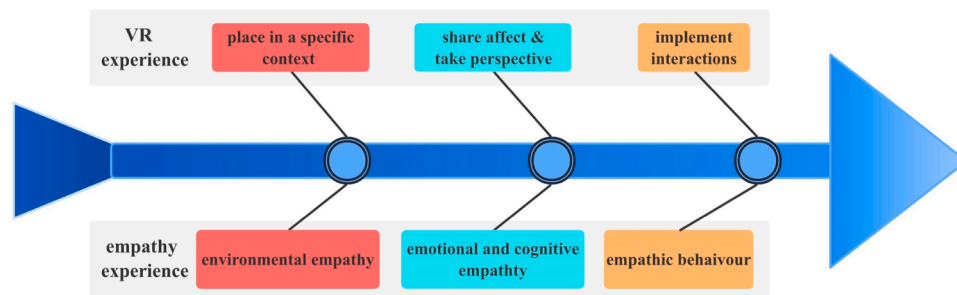 VR
experience
place in a specific
context
share affect &
take perspective
implement
interactions
empathy
experience
environmental empathy
emotional and cognitive
empathty
empathic behaivour